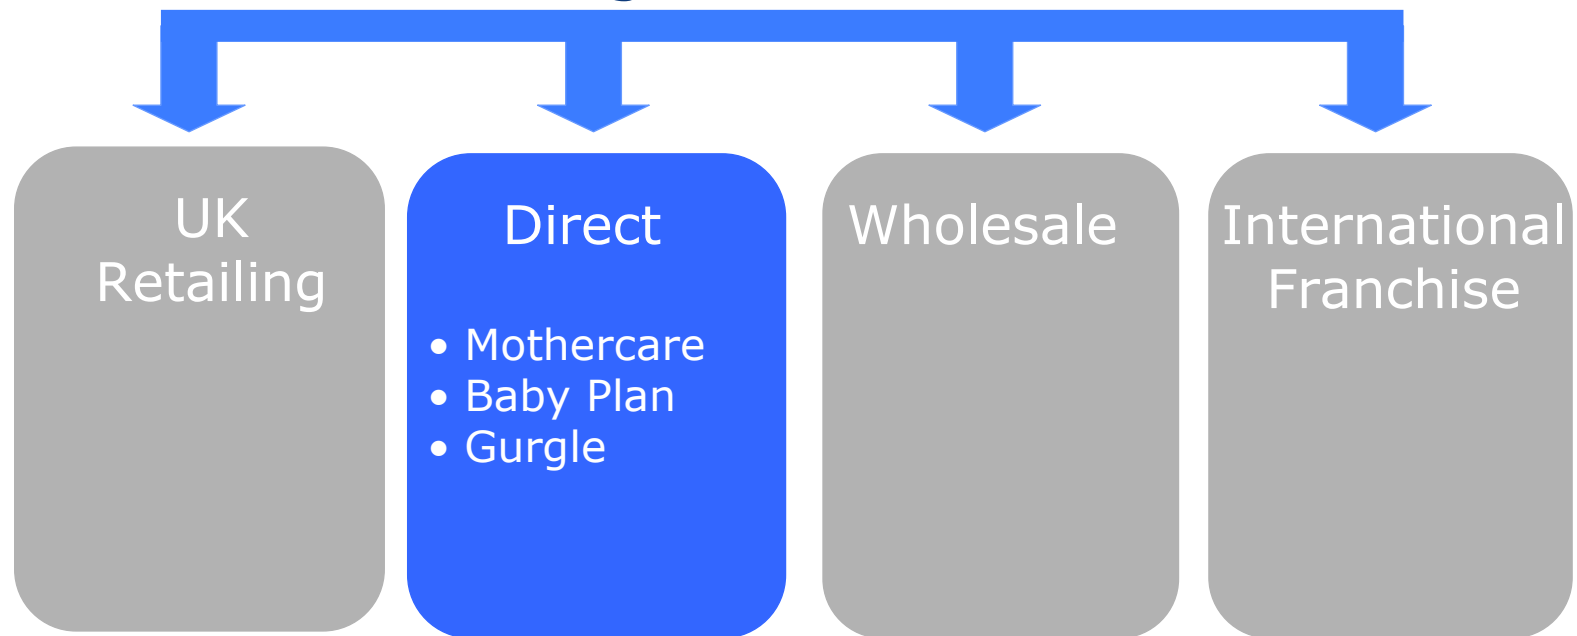 UK
Retailing
Direct
• Mothercare
• Baby Plan
• Gurgle
Wholesale
International
Franchise